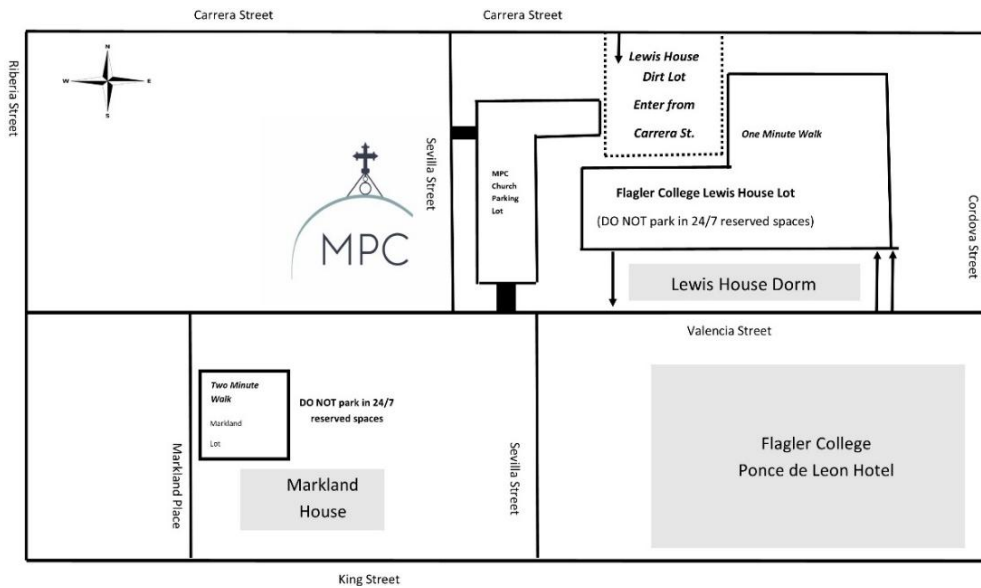 Carrera Street
Carrera Street
Riberia Street
N
W E
S
Sevilla Street
MPC
MPC
Church
Parking
Lot
Lewis House
Dirt Lot
Enter from
Carrera St.
One Minute Walk
Flagler College Lewis House Lot
(DO NOT park in 24/7 reserved spaces)
Cordova Street
Lewis House Dorm
Valencia Street
Markland Place
Two Minute
Walk
Markland
Lot
DO NOT park in 24/7
reserved spaces
Markland
House
Sevilla Street
Flagler College
Ponce de Leon Hotel
King Street